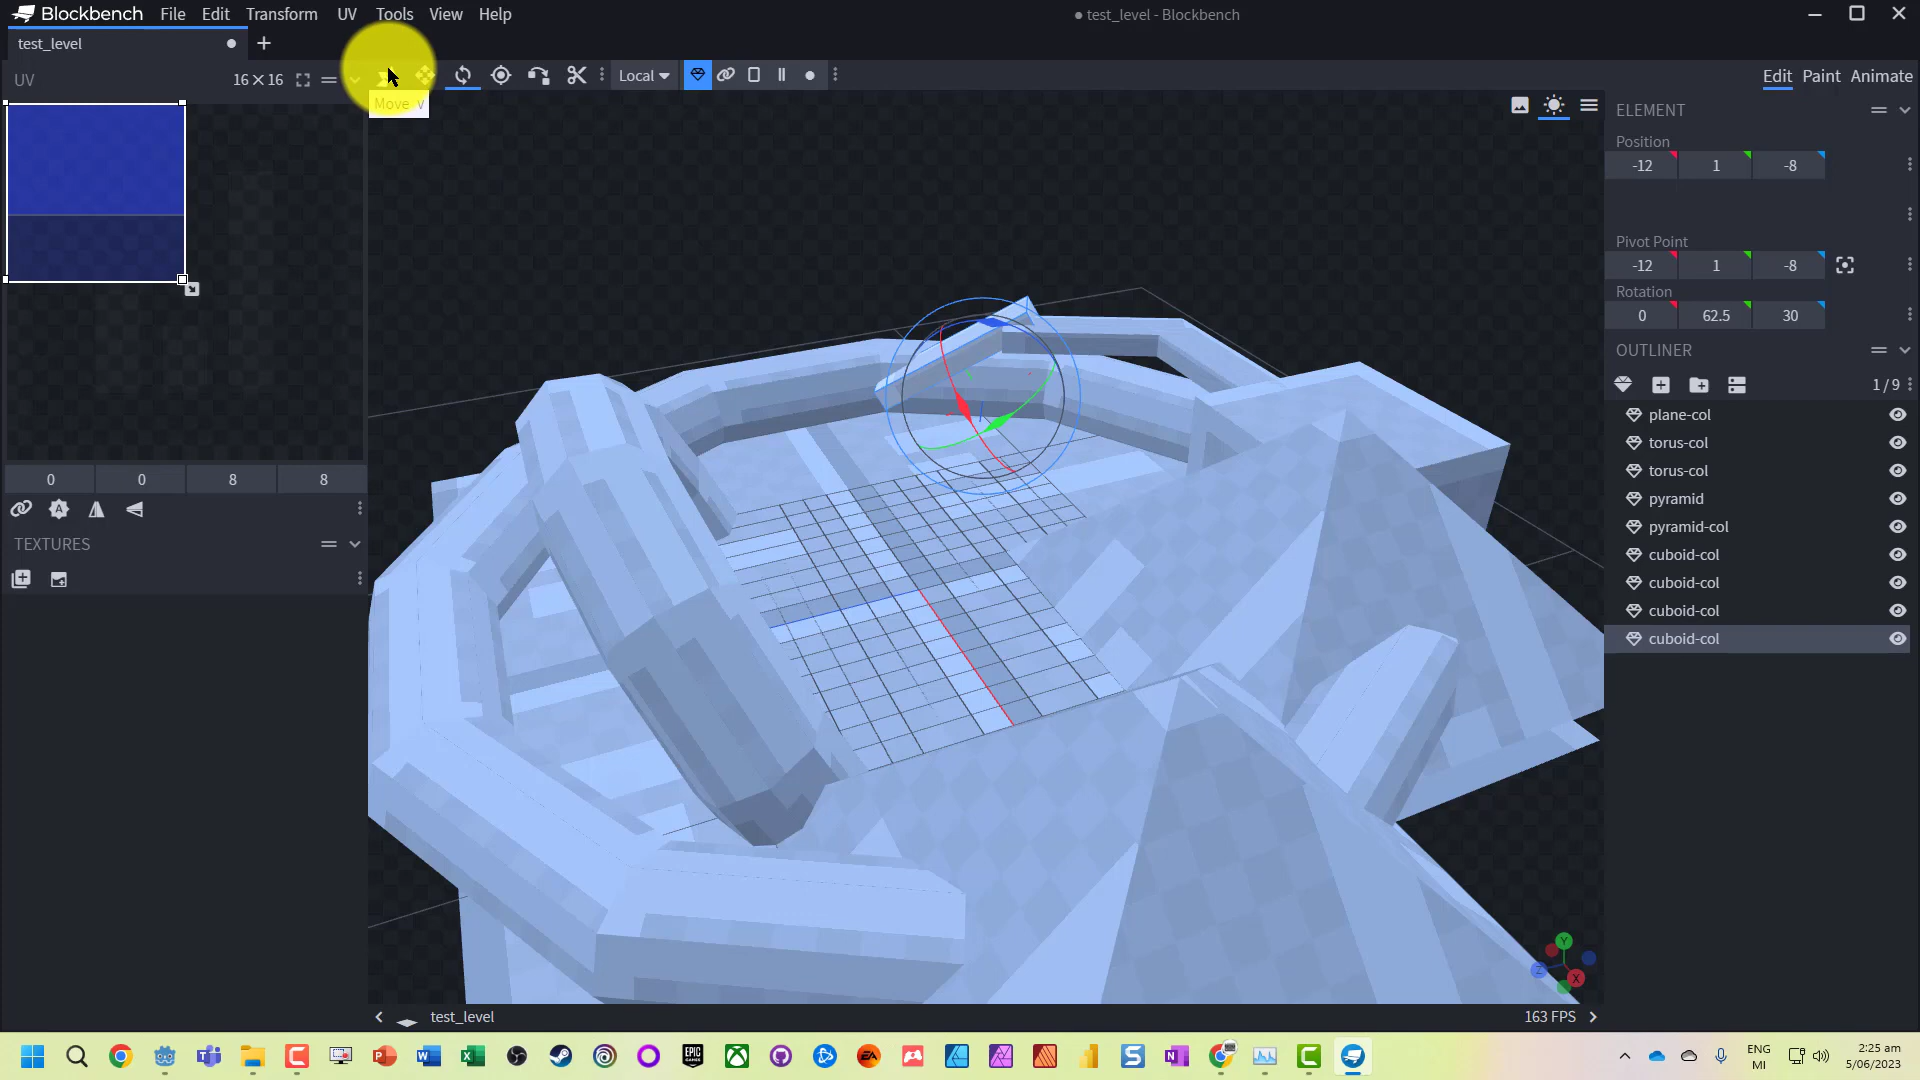 Blockbench File Edit Transform UV Tools View Help
test_level - Blockbench
test_level
UV 16×16
Local
Edit Paint Animate
Move V
ELEMENT
Position
-12 1 -8
Pivot Point
-12 1 -8
Rotation
0 62.5 30
OUTLINER
1 / 9
plane-col
torus-col
torus-col
pyramid
pyramid-col
cuboid-col
cuboid-col
cuboid-col
cuboid-col
0 0 8 8
TEXTURES
Y
Z
X
test_level
163 FPS
ENG
MI
2:25 am
5/06/2023